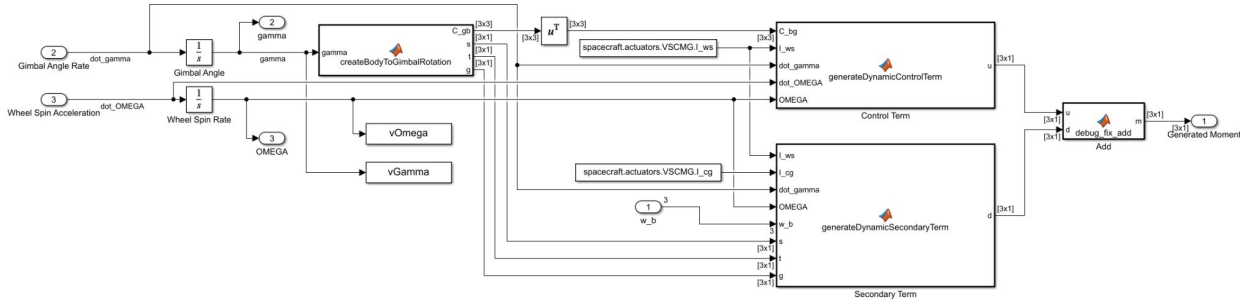 2
Gimbal Angle Rate
dot_gamma
1
s
Gimbal Angle
2
gamma
gamma
gamma
createBodyToGimbalRotation
C_gb
s
t
g
[3x3]
[3x1]
[3x1]
[3x1]
[3x3]
u^T
[3x3]
3
Wheel Spin Acceleration
dot_OMEGA
1
s
Wheel Spin Rate
3
OMEGA
vOmega
vGamma
spacecraft.actuators.VSCMG.I_ws
C_bg
I_ws
dot_gamma
dot_OMEGA
OMEGA
generateDynamicControlTerm
u
[3x1]
Control Term
spacecraft.actuators.VSCMG.I_cg
1
w_b
3
I_ws
I_cg
dot_gamma
OMEGA
w_b
3
s
[3x1]
t
[3x1]
g
[3x1]
generateDynamicSecondaryTerm
d
[3x1]
Secondary Term
u
[3x1]
d
[3x1]
debug_fix_add
m
Add
[3x1]
1
[3x1]
Generated Moment